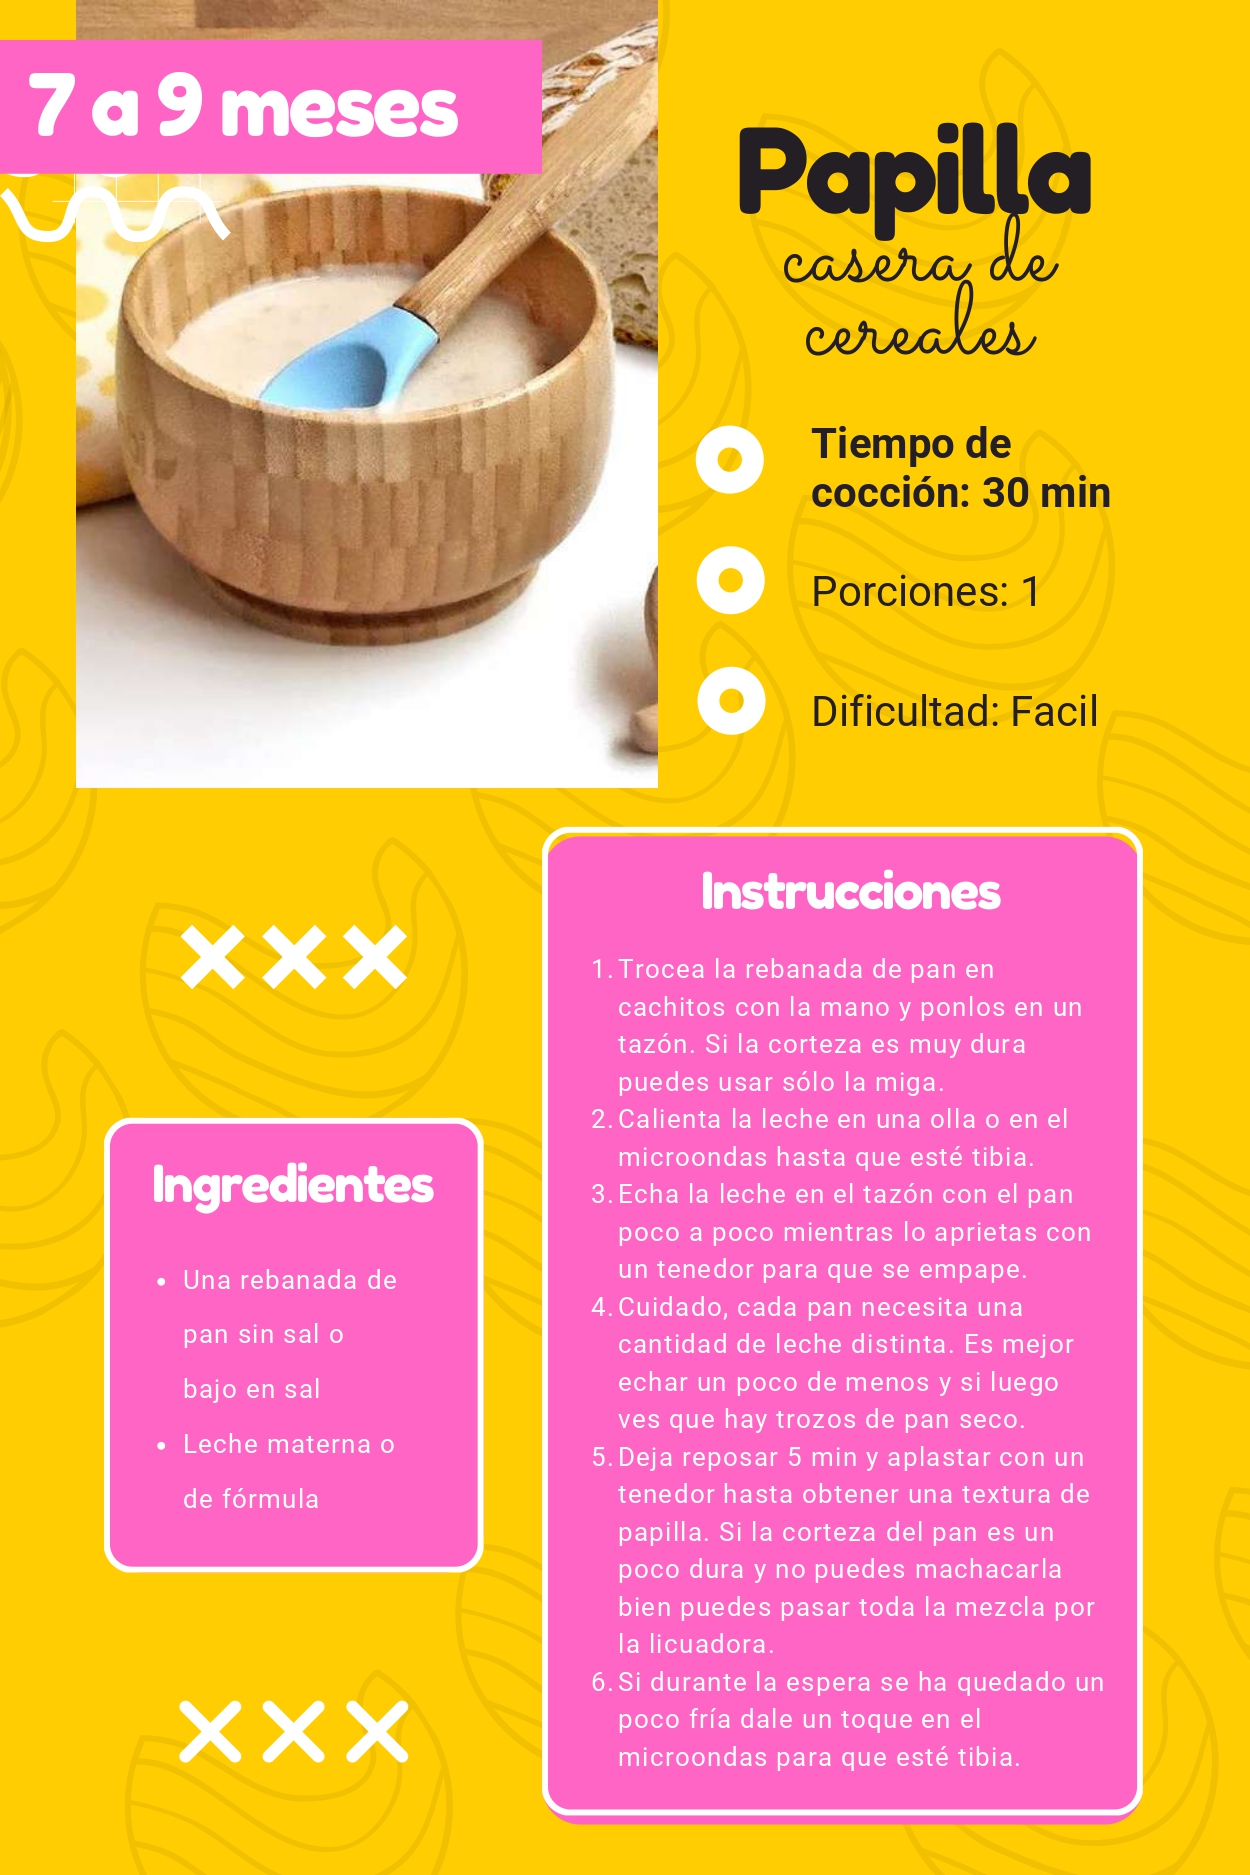 7 a 9 meses
Papilla
casera de
cereales
Tiempo de
cocción: 30 min
Porciones: 1
Dificultad: Facil
Instrucciones
1. Trocea la rebanada de pan en
cachitos con la mano y ponlos en un
tazón. Si la corteza es muy dura
puedes usar sólo la miga.
2. Calienta la leche en una olla o en el
microondas hasta que esté tibia.
3. Echa la leche en el tazón con el pan
poco a poco mientras lo aprietas con
un tenedor para que se empape.
4. Cuidado, cada pan necesita una
cantidad de leche distinta. Es mejor
echar un poco de menos y si luego
ves que hay trozos de pan seco.
5. Deja reposar 5 min y aplastar con un
tenedor hasta obtener una textura de
papilla. Si la corteza del pan es un
poco dura y no puedes machacarla
bien puedes pasar toda la mezcla por
la licuadora.
6. Si durante la espera se ha quedado un
poco fría dale un toque en el
microondas para que esté tibia.
Ingredientes
• Una rebanada de
pan sin sal o
bajo en sal
• Leche materna o
de fórmula